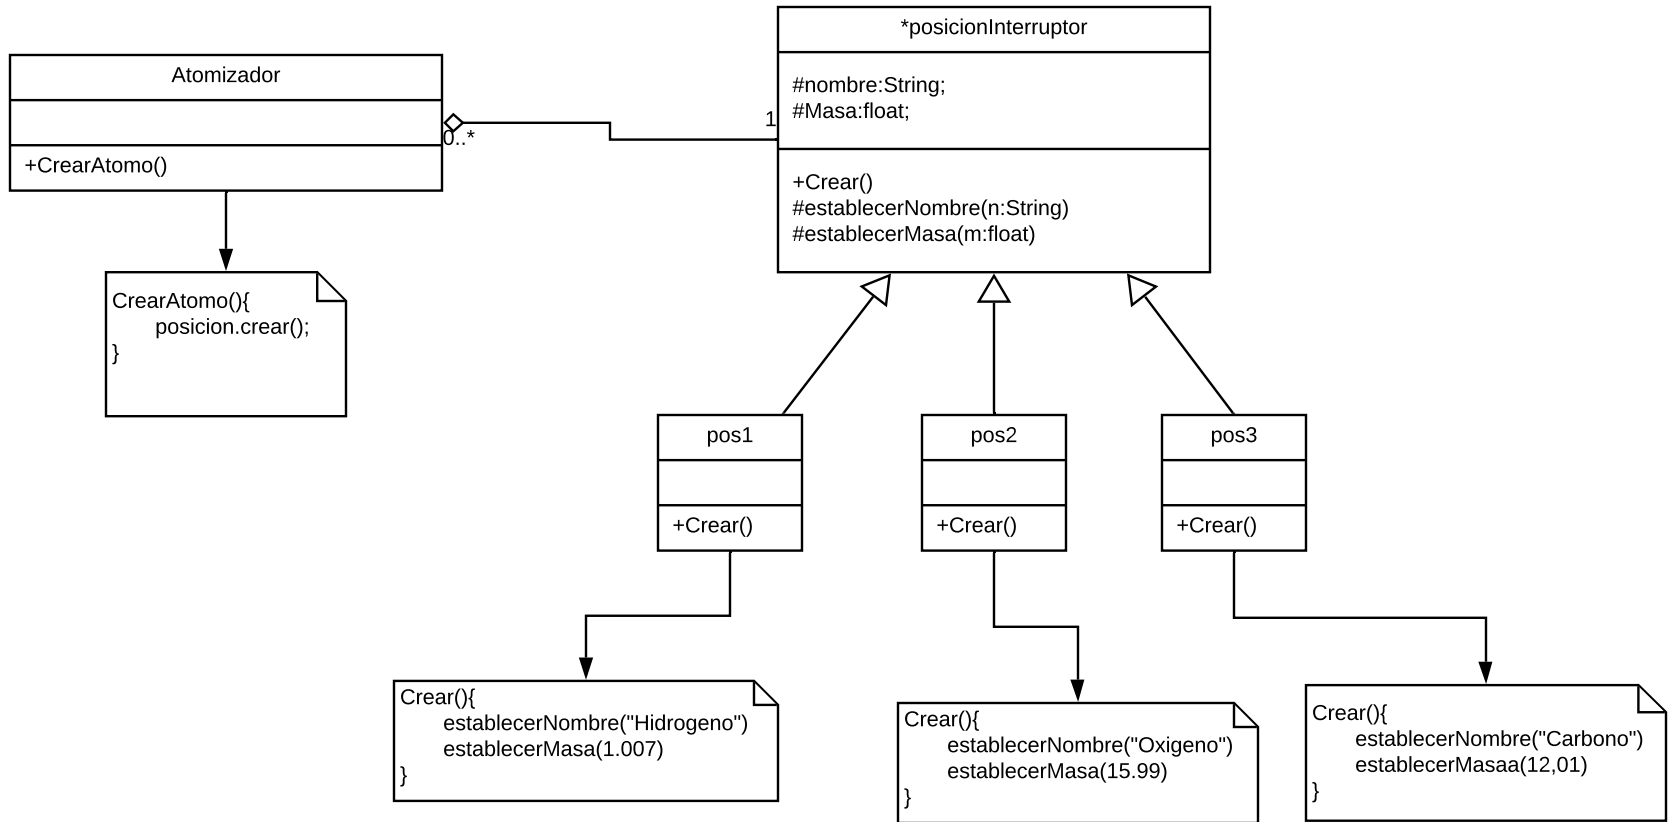 *posicionInterruptor
#nombre:String;
#Masa:float;
+Crear()
#establecerNombre(n:String)
#establecerMasa(m:float)
Atomizador
+CrearAtomo()
0..*
1
CrearAtomo(){
posicion.crear();
}
pos1
+Crear()
pos2
+Crear()
pos3
+Crear()
Crear(){
establecerNombre("Hidrogeno")
establecerMasa(1.007)
}
Crear(){
establecerNombre("Oxigeno")
establecerMasa(15.99)
}
Crear(){
establecerNombre("Carbono")
establecerMasaa(12,01)
}